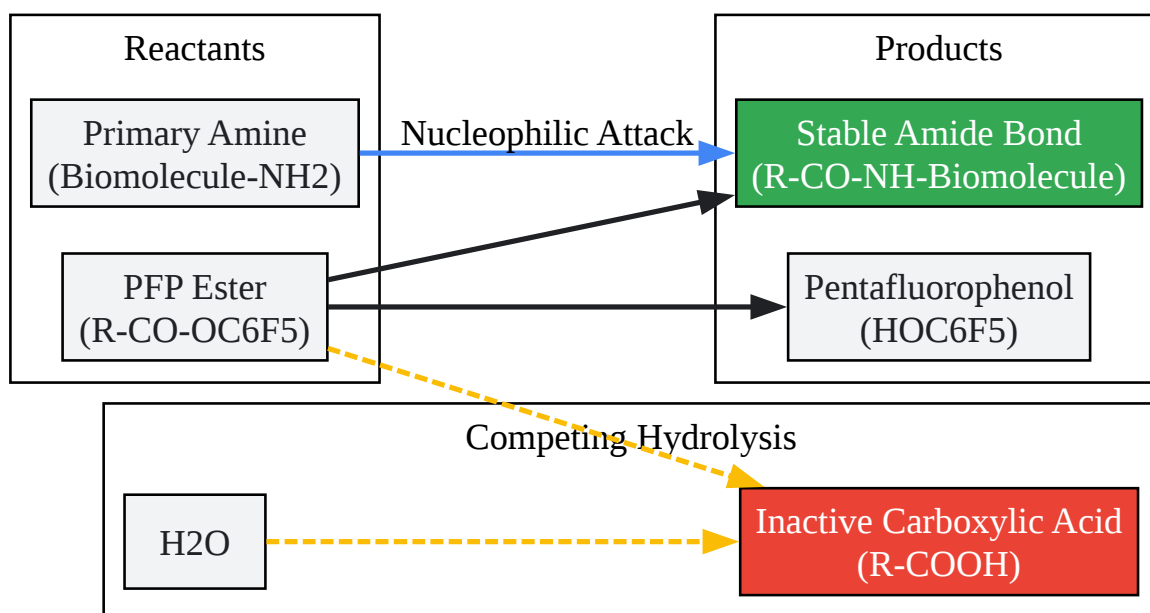 Reactants
Products
Primary Amine
(Biomolecule-NH2)
Nucleophilic Attack
Stable Amide Bond
(R-CO-NH-Biomolecule)
PFP Ester
(R-CO-OC6F5)
Pentafluorophenol
(HOC6F5)
Competing Hydrolysis
H2O
Inactive Carboxylic Acid
(R-COOH)